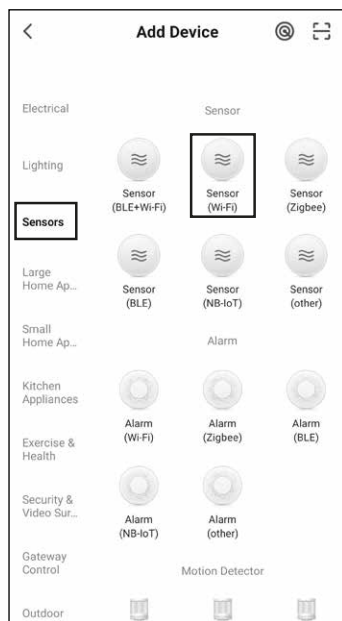 Add Device
Electrical
Lighting
Sensors
Large
Home Ap...
Small
Home Ap...
Kitchen
Appliances
Exercise &
Health
Security &
Video Sur...
Gateway
Control
Outdoor
Sensor
Sensor
(BLE+Wi-Fi)
Sensor
(Wi-Fi)
Sensor
(Zigbee)
Sensor
(BLE)
Sensor
(NB-IoT)
Sensor
(other)
Alarm
Alarm
(Wi-Fi)
Alarm
(Zigbee)
Alarm
(BLE)
Alarm
(NB-IoT)
Alarm
(other)
Motion Detector